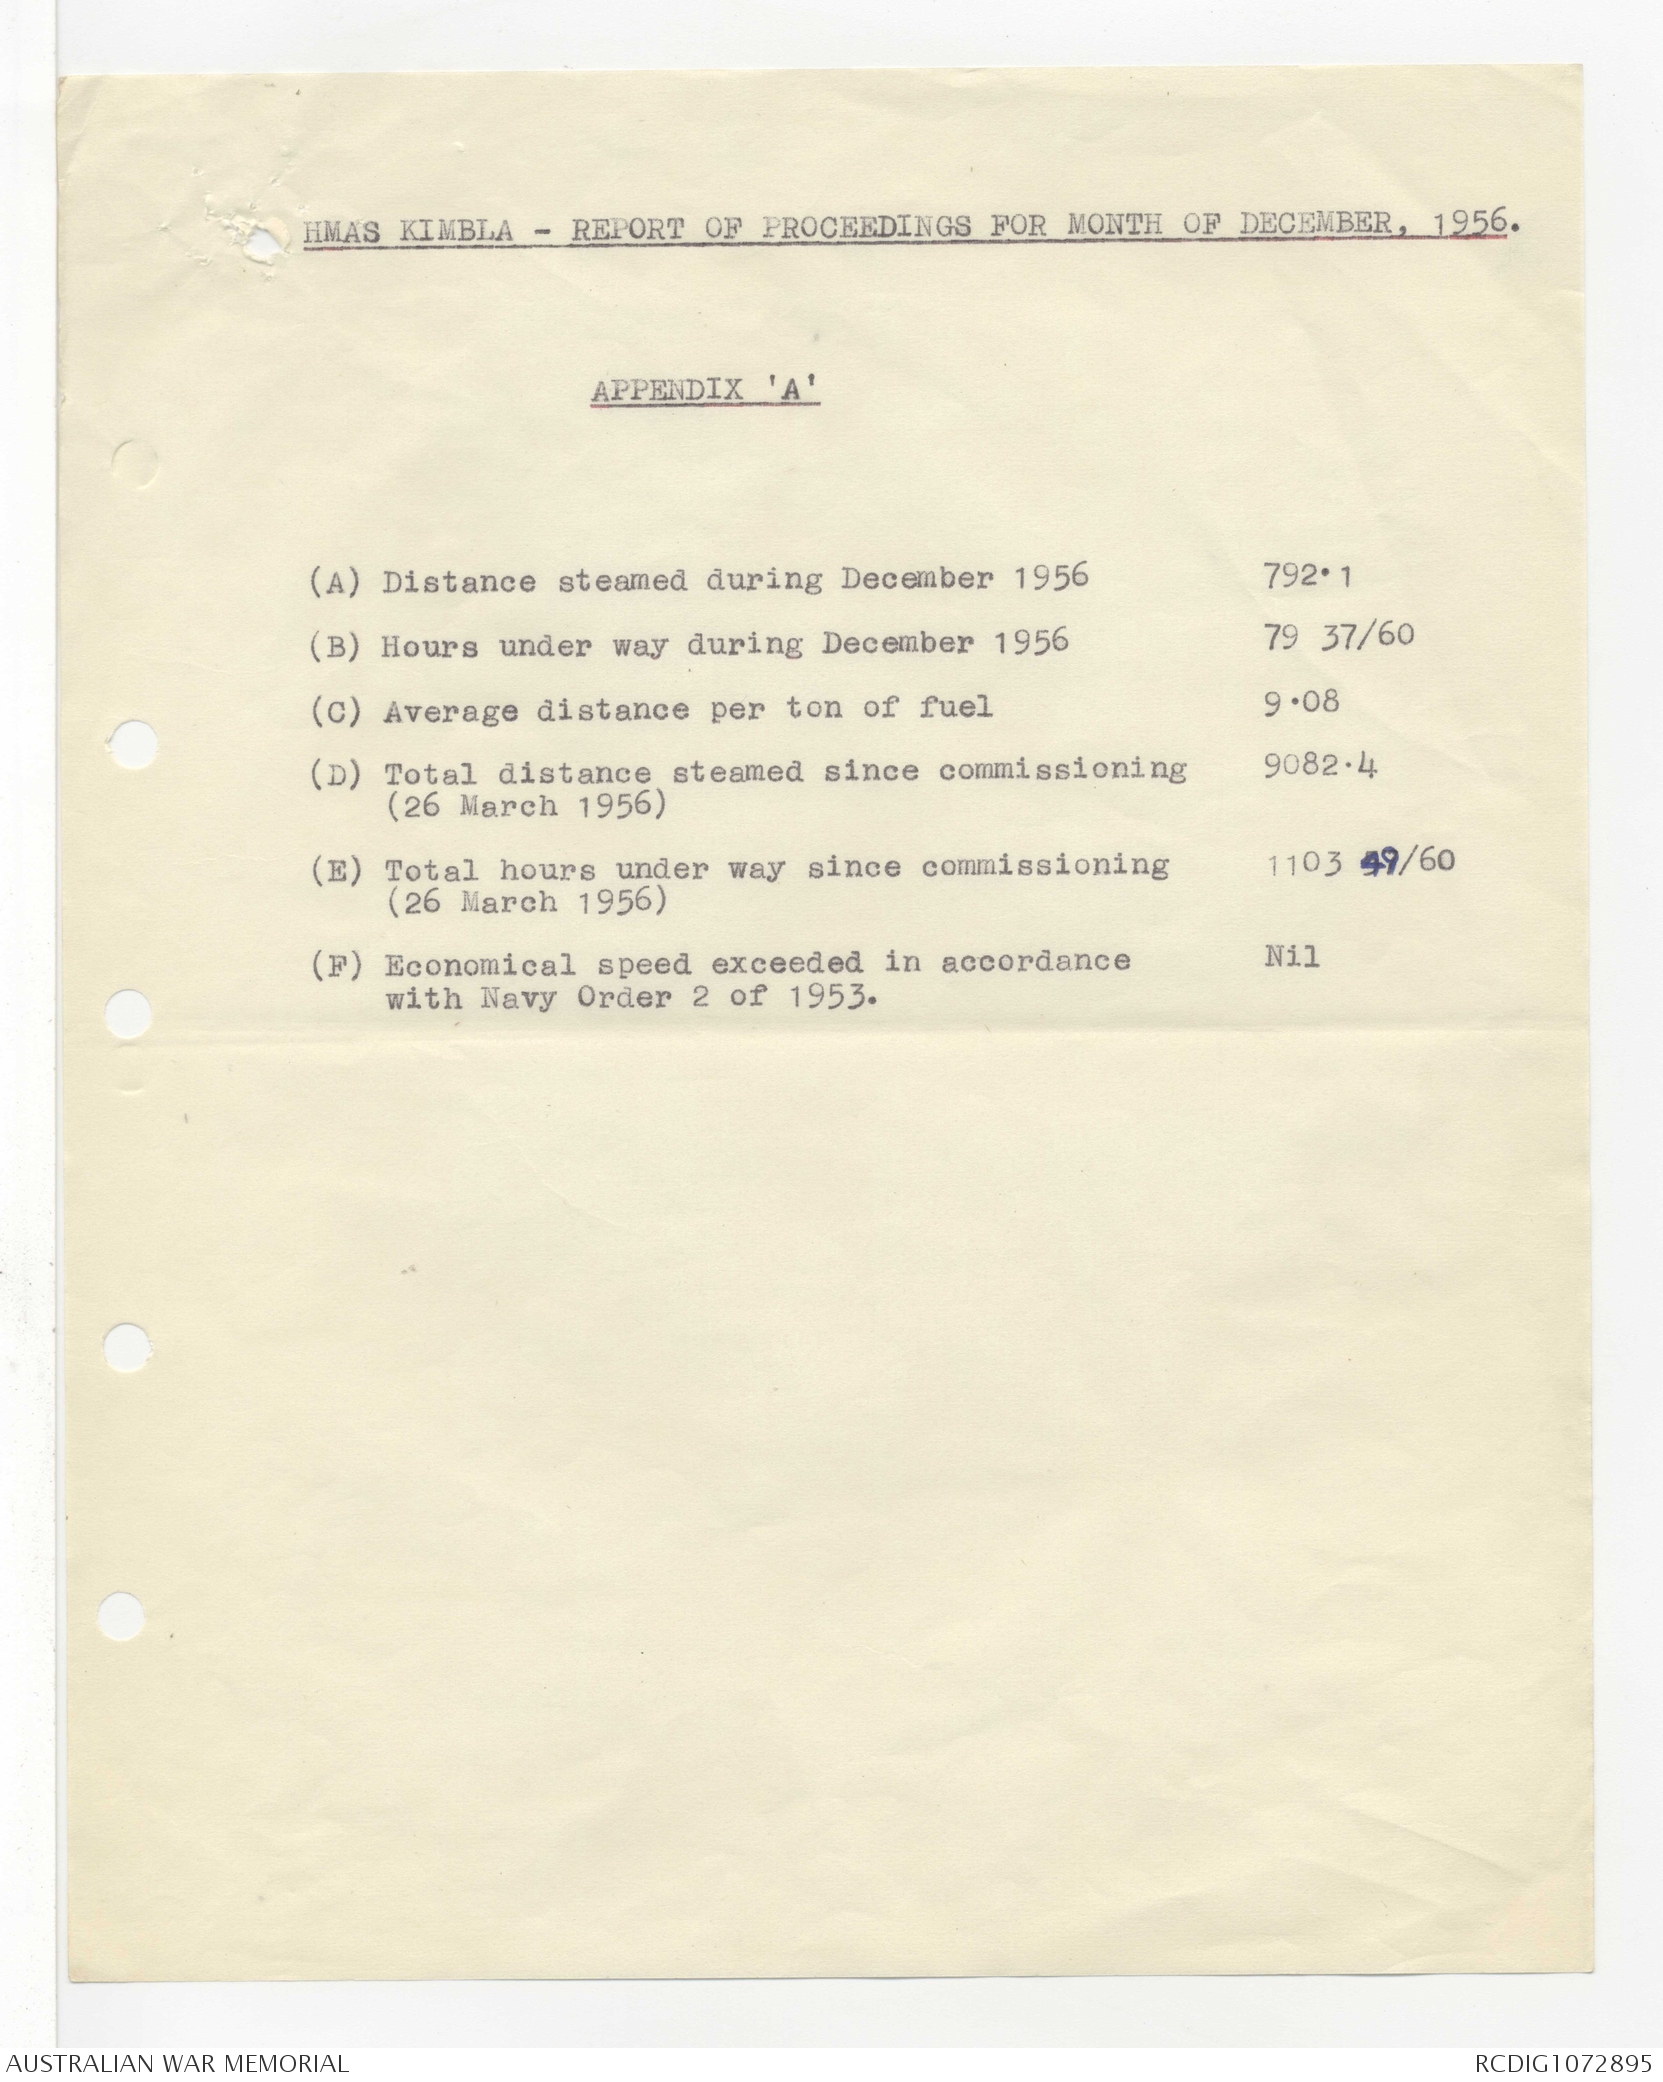 HMAS KIMBLA - REPORT OF PROCEEDINGS FOR MONTH OF DECEMBER, 1956.
APPENDIX 'A'
(A) Distance steamed during December 1956 792·1
(B) Hours under way during December 1956 79 37/60
(C) Average distance per ton of fuel 9·08
(D) Total distance steamed since commissioning 9082·4
(26 March 1956)
(E) Total hours under way since commissioning 1103 49/60
(26 March 1956)
(F) Economical speed exceeded in accordance Nil
with Navy Order 2 of 1953.
AUSTRALIAN WAR MEMORIAL RCDIG1072895